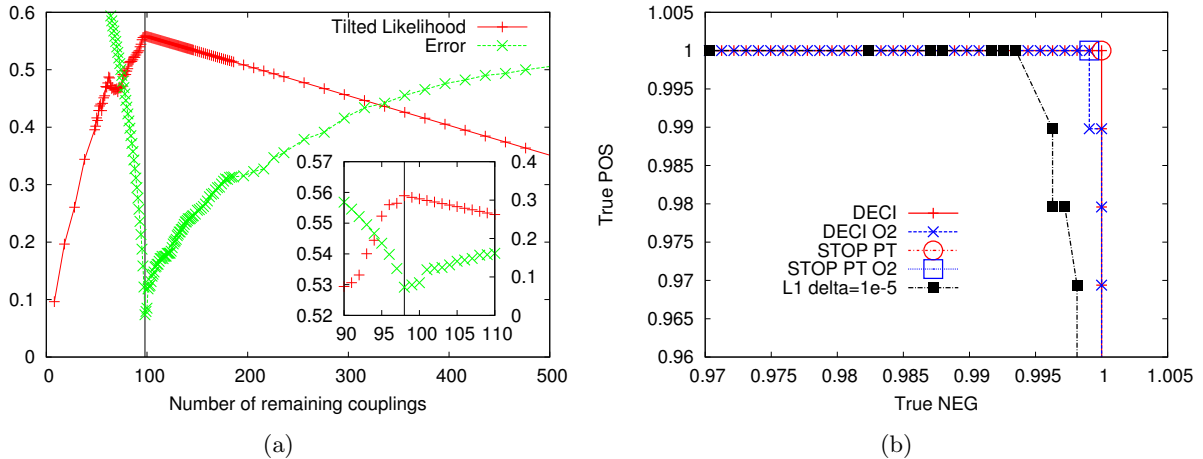 0.6
0.5
0.4
0.3
0.2
0.1
0
0 100 200 300 400 500
Number of remaining couplings
Tilted Likelihood
Error
0.57
0.56
0.55
0.54
0.53
0.52
0.4
0.3
0.2
0.1
0
90 95 100 105 110
(a)
1.005
1
0.995
0.99
0.985
0.98
0.975
0.97
0.965
0.96
True POS
DECI
DECI O2
STOP PT
STOP PT O2
L1 delta=1e-5
0.97 0.975 0.98 0.985 0.99 0.995 1 1.005
True NEG
(b)